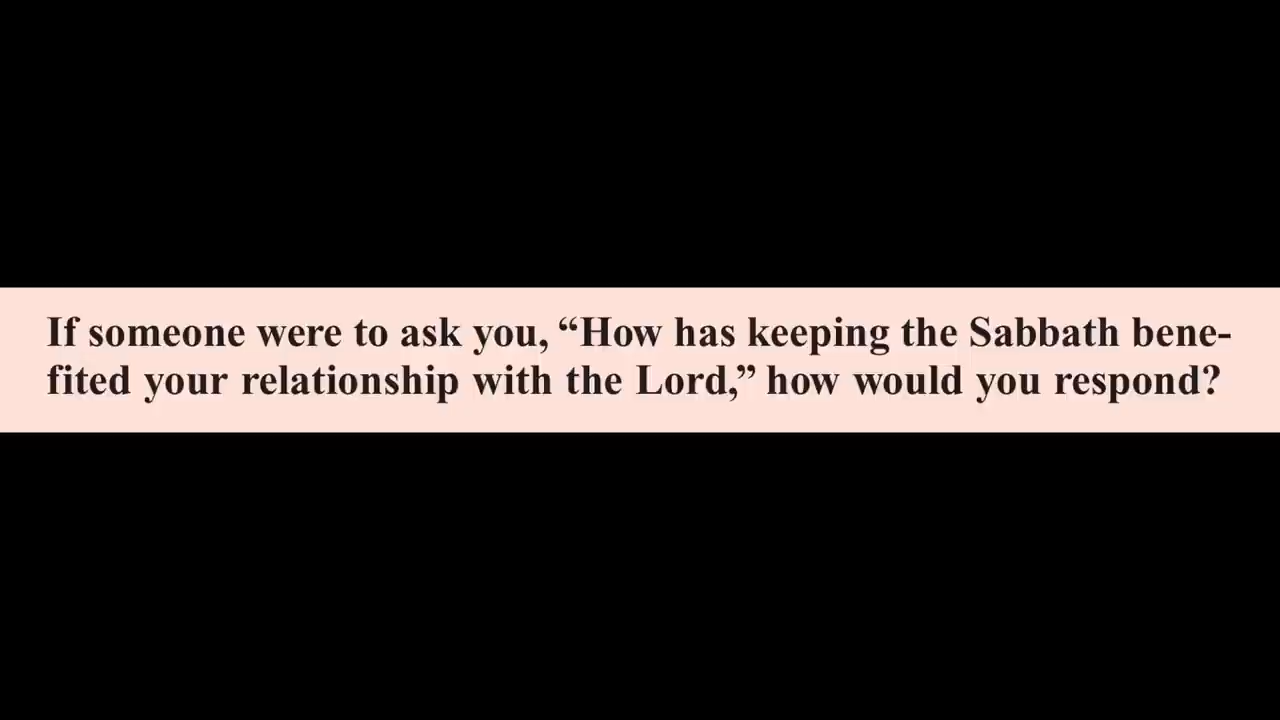 If someone were to ask you, “How has keeping the Sabbath bene-
fited your relationship with the Lord,” how would you respond?